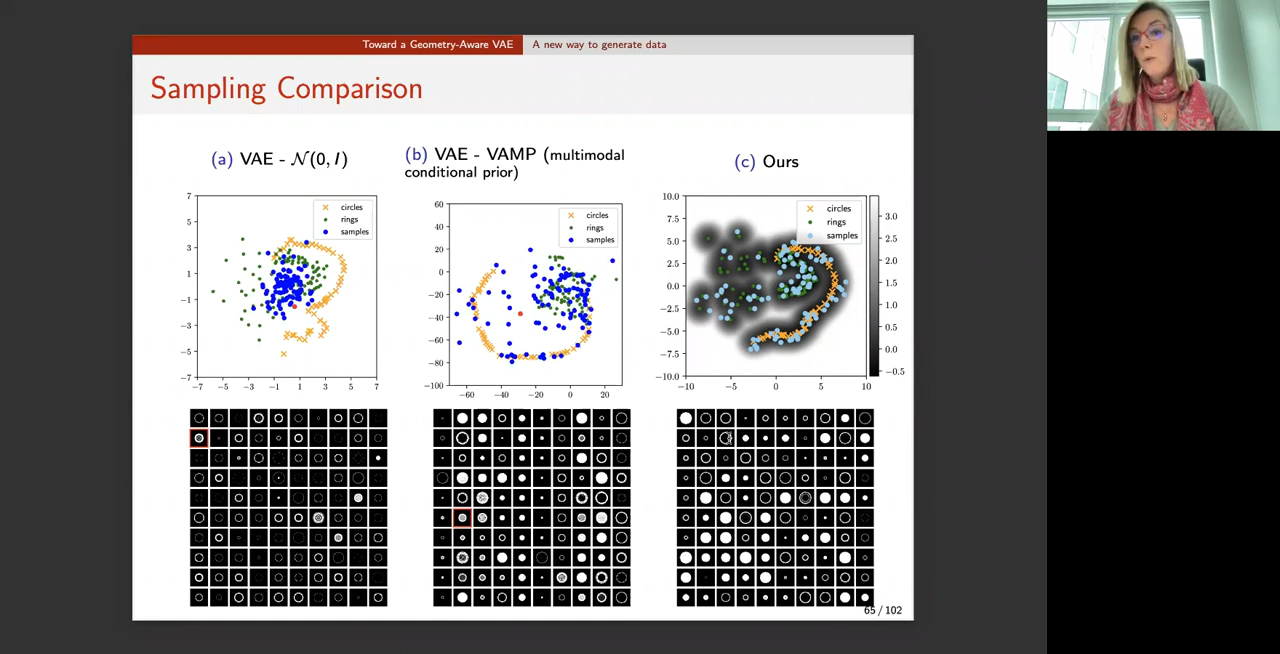 Toward a Geometry-Aware VAE A new way to generate data
Sampling Comparison
(a) VAE - 𝒩(0, I)
(b) VAE - VAMP (multimodal
conditional prior)
(c) Ours
7
5
3
1
−1
−3
−5
−7
−7 −5 −3 −1 1 3 5 7
circles
rings
samples
60
40
20
0
−20
−40
−60
−80
−100
−60 −40 −20 0 20
circles
rings
samples
10.0
7.5
5.0
2.5
0.0
−2.5
−5.0
−7.5
−10.0
−10 −5 0 5 10
circles
rings
samples
3.0
2.5
2.0
1.5
1.0
0.5
0.0
−0.5
65 / 102